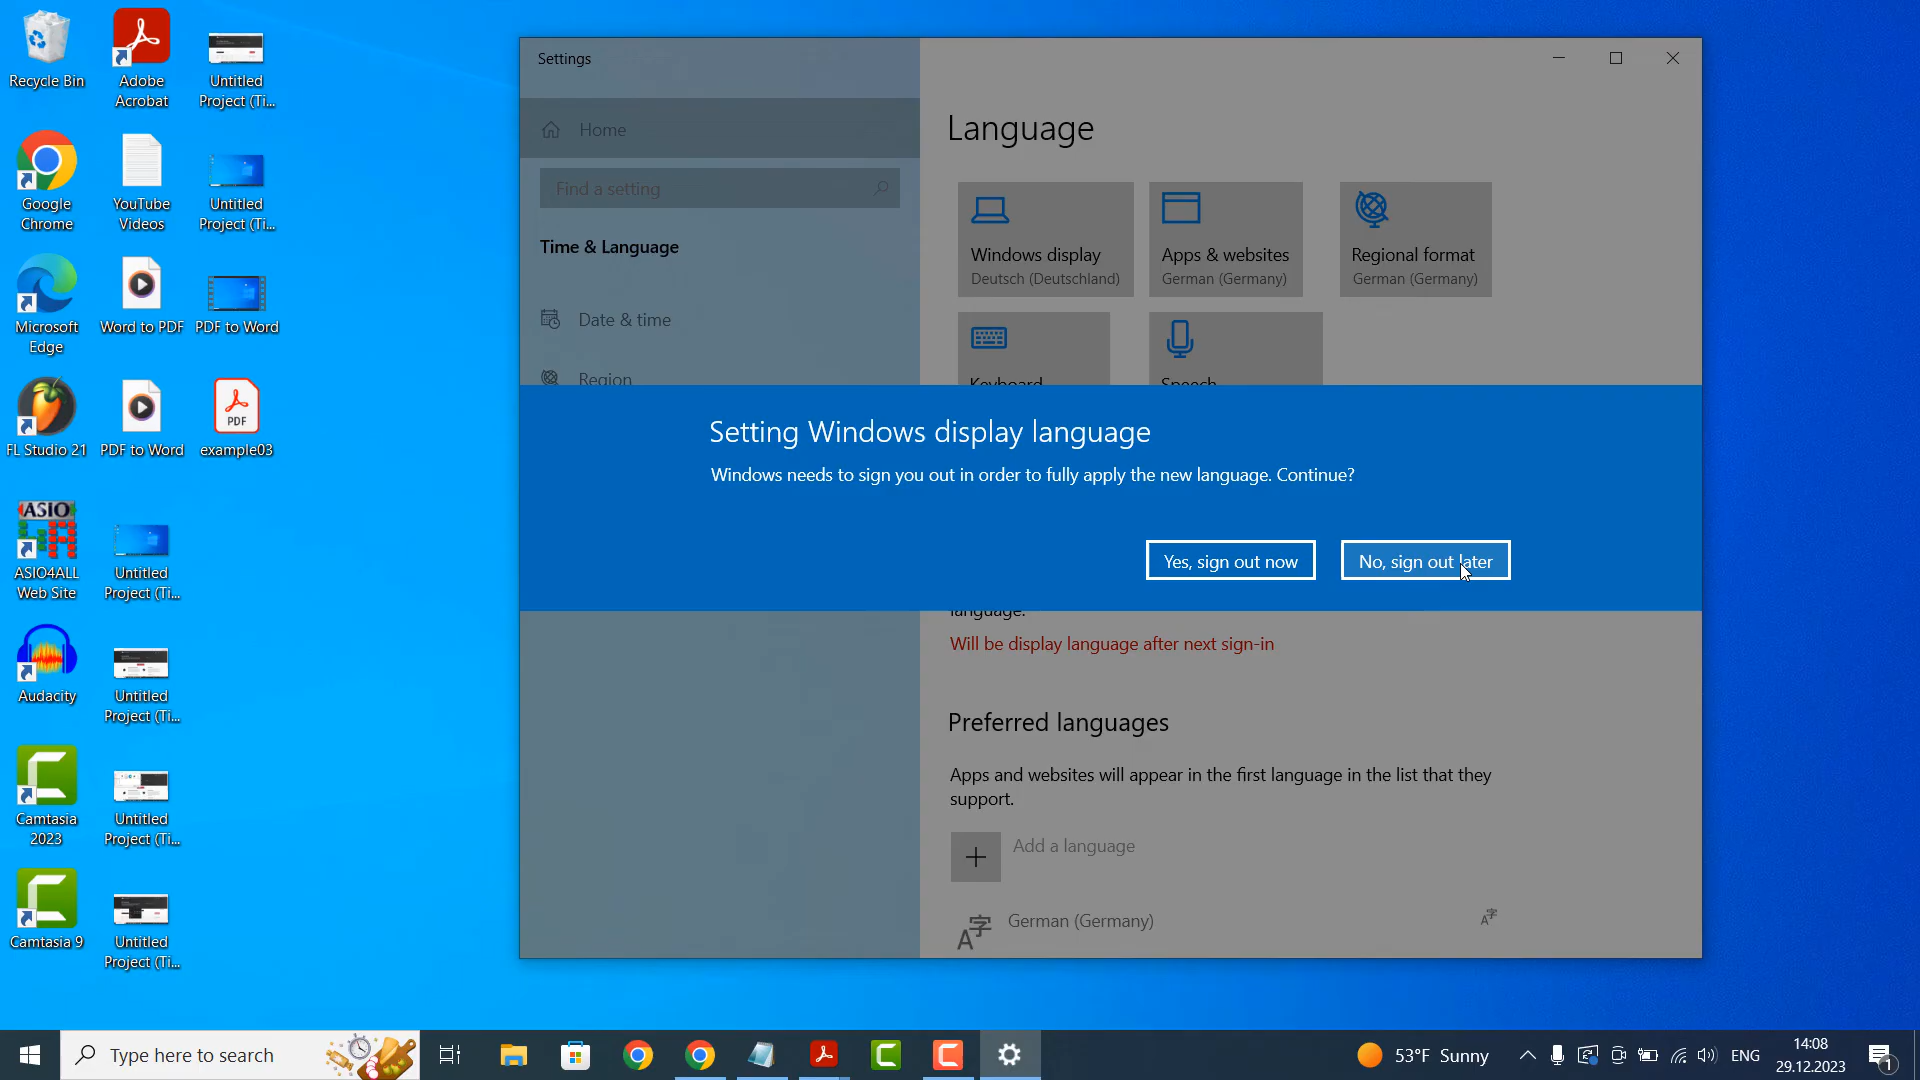 Recycle Bin
Adobe
Acrobat
Untitled
Project (Ti...
Google
Chrome
YouTube
Videos
Untitled
Project (Ti...
Microsoft
Edge
Word to PDF
PDF to Word
FL Studio 21
PDF to Word
PDF
example03
ASIO
ASIO4ALL
Web Site
Untitled
Project (Ti...
Audacity
Untitled
Project (Ti...
Camtasia
2023
Untitled
Project (Ti...
Camtasia 9
Untitled
Project (Ti...
Settings
Home
Find a setting
Time & Language
Date & time
Region
Language
Windows display
Deutsch (Deutschland)
Apps & websites
German (Germany)
Regional format
German (Germany)
Keyboard
Speech
Setting Windows display language
Windows needs to sign you out in order to fully apply the new language. Continue?
Yes, sign out now
No, sign out later
language.
Will be display language after next sign-in
Preferred languages
Apps and websites will appear in the first language in the list that they
support.
Add a language
A字
German (Germany)
A字
Type here to search
53°F Sunny
ENG
14:08
29.12.2023
1